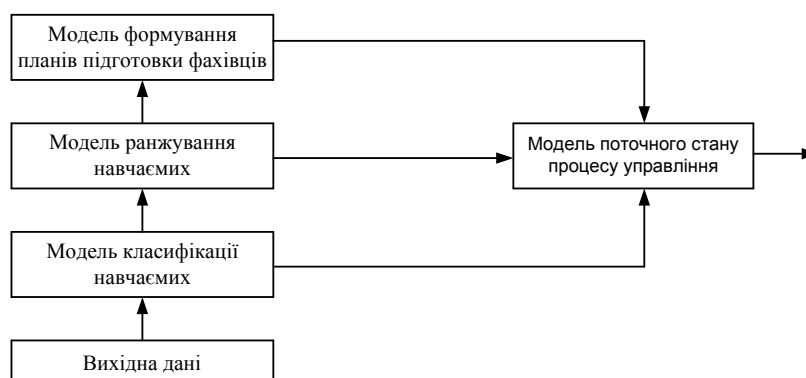 Модель формування
планів підготовки фахівців
Модель ранжування
навчаємих
Модель поточного стану
процесу управління
Модель класифікації
навчаємих
Вихідна дані